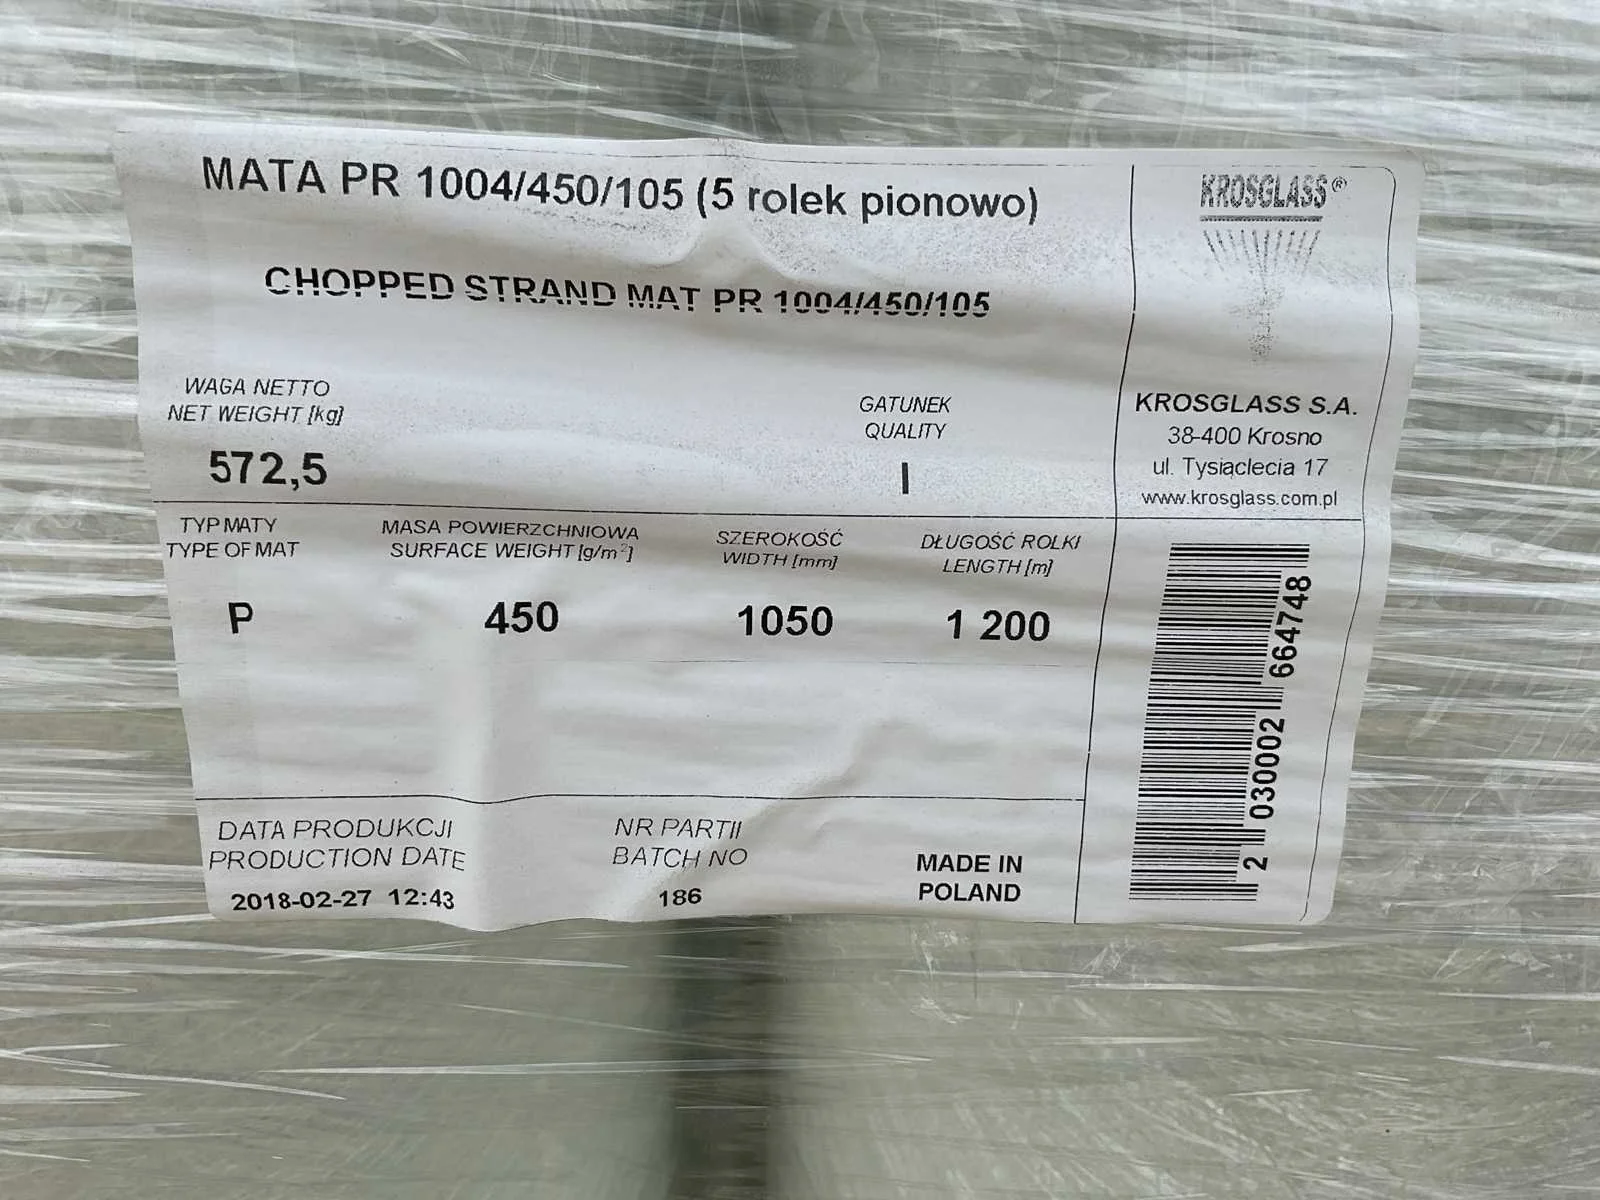 MATA PR 1004/450/105 (5 rolek pionowo)
CHOPPED STRAND MAT PR 1004/450/105
KROSGLASS®
WAGA NETTO
NET WEIGHT [kg]
572,5
GATUNEK
QUALITY
I
KROSGLASS S.A.
38-400 Krosno
ul. Tysiąclecia 17
www.krosglass.com.pl
TYP MATY
TYPE OF MAT
P
MASA POWIERZCHNIOWA
SURFACE WEIGHT [g/m²]
450
SZEROKOŚĆ
WIDTH [mm]
1050
DŁUGOŚĆ ROLKI
LENGTH [m]
1 200
2 030002 664748
DATA PRODUKCJI
PRODUCTION DATE
2018-02-27 12:43
NR PARTII
BATCH NO
186
MADE IN
POLAND